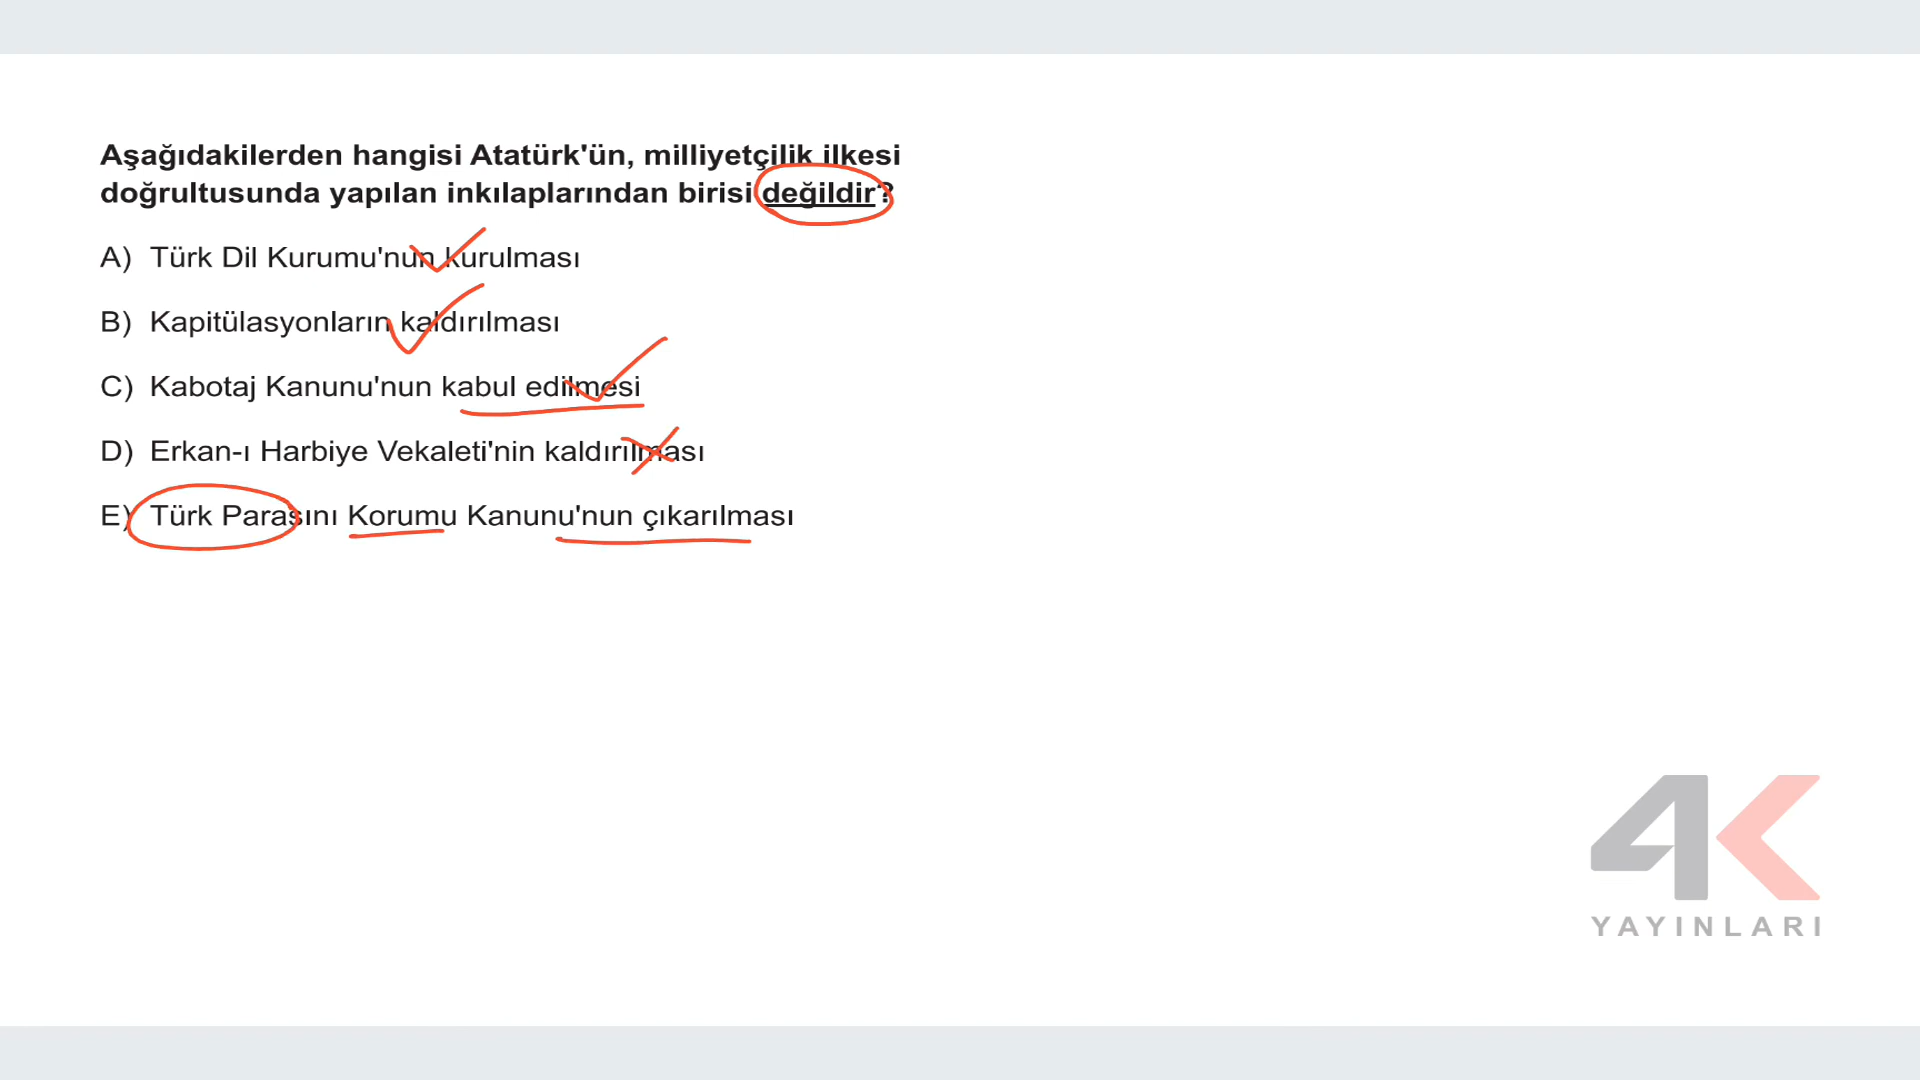 Aşağıdakilerden hangisi Atatürk'ün, milliyetçilik ilkesi
doğrultusunda yapılan inkılaplarından birisi değildir?
A) Türk Dil Kurumu'nun kurulması
B) Kapitülasyonların kaldırılması
C) Kabotaj Kanunu'nun kabul edilmesi
D) Erkan-ı Harbiye Vekaleti'nin kaldırılması
E) Türk Parasını Korumu Kanunu'nun çıkarılması
4K
YAYINLARI